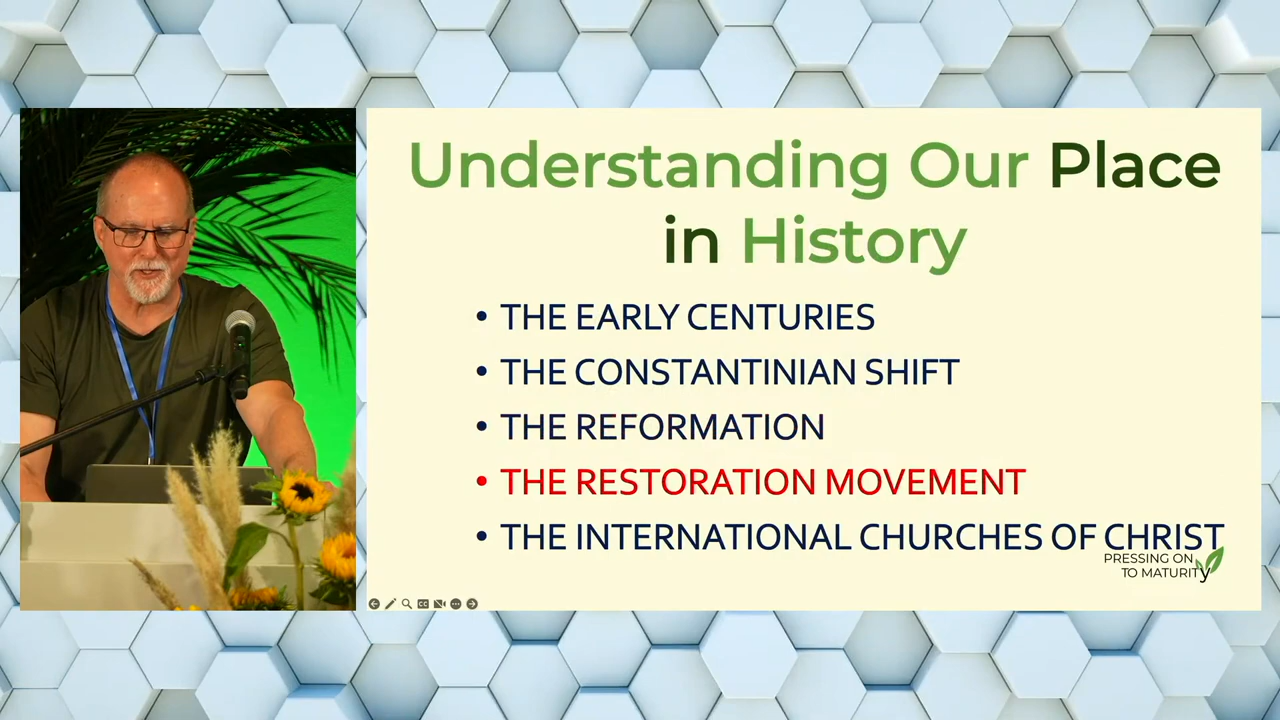 Understanding Our Place
in History
• THE EARLY CENTURIES
• THE CONSTANTINIAN SHIFT
• THE REFORMATION
• THE RESTORATION MOVEMENT
• THE INTERNATIONAL CHURCHES OF CHRIST
PRESSING ON
TO MATURITy
CC